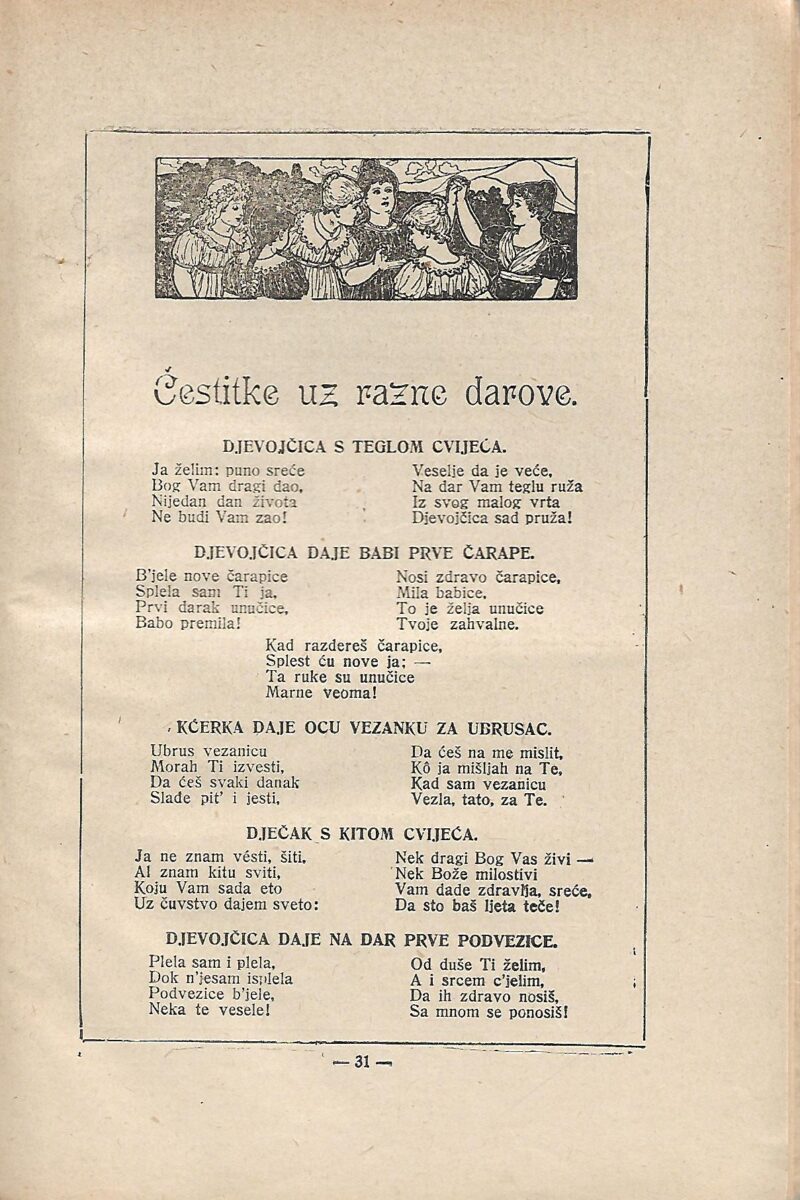 Čestitke uz razne darove.
DJEVOJČICA S TEGLOM CVIJEĆA.
Ja želim: puno sreće
Bog Vam dragi dao,
Nijedan dan života
Ne budi Vam zao!
Veselje da je veće,
Na dar Vam teglu ruža
Iz svog malog vrta
Djevojčica sad pruža!
DJEVOJČICA DAJE BABI PRVE ČARAPE.
B'jele nove čarapice
Splela sam Ti ja,
Prvi darak unučice,
Babo premila!
Nosi zdravo čarapice,
Mila babice,
To je želja unučice
Tvoje zahvalne.
Kad razdereš čarapice,
Splest ću nove ja; —
Ta ruke su unučice
Marne veoma!
KĆERKA DAJE OCU VEZANKU ZA UBRUSAC.
Ubrus vezanicu
Morah Ti izvesti,
Da ćeš svaki danak
Slađe pit' i jesti,
Da ćeš na me mislit,
Kô ja mišljah na Te,
Kad sam vezanicu
Vezla, tato, za Te.
DJEČAK S KITOM CVIJEĆA.
Ja ne znam vésti, šiti,
Al znam kitu sviti,
Koju Vam sada eto
Uz čuvstvo dajem sveto:
Nek dragi Bog Vas živi —
Nek Bože milostivi
Vam dade zdravlja, sreće,
Da sto baš ljeta teče!
DJEVOJČICA DAJE NA DAR PRVE PODVEZICE.
Plela sam i plela,
Dok n'jesam isplela
Podvezice b'jele,
Neka te vesele!
Od duše Ti želim,
A i srcem c'jelim,
Da ih zdravo nosiš,
Sa mnom se ponosiš!
— 31 —